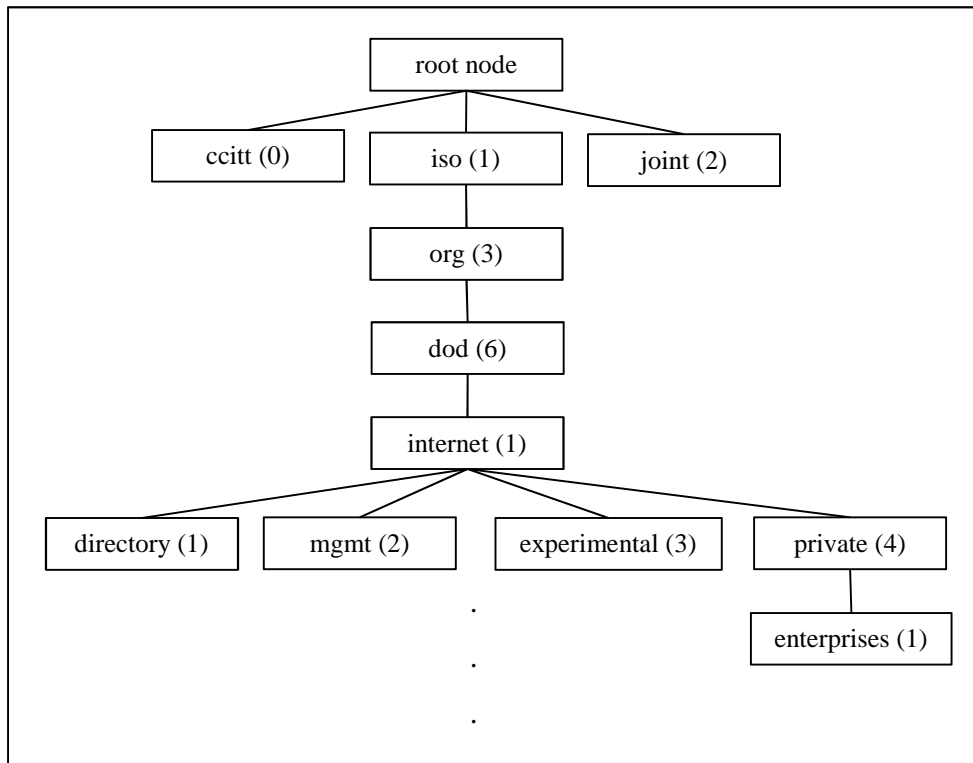 root node
ccitt (0)
iso (1)
joint (2)
org (3)
dod (6)
internet (1)
directory (1)
mgmt (2)
experimental (3)
private (4)
enterprises (1)
.
.
.